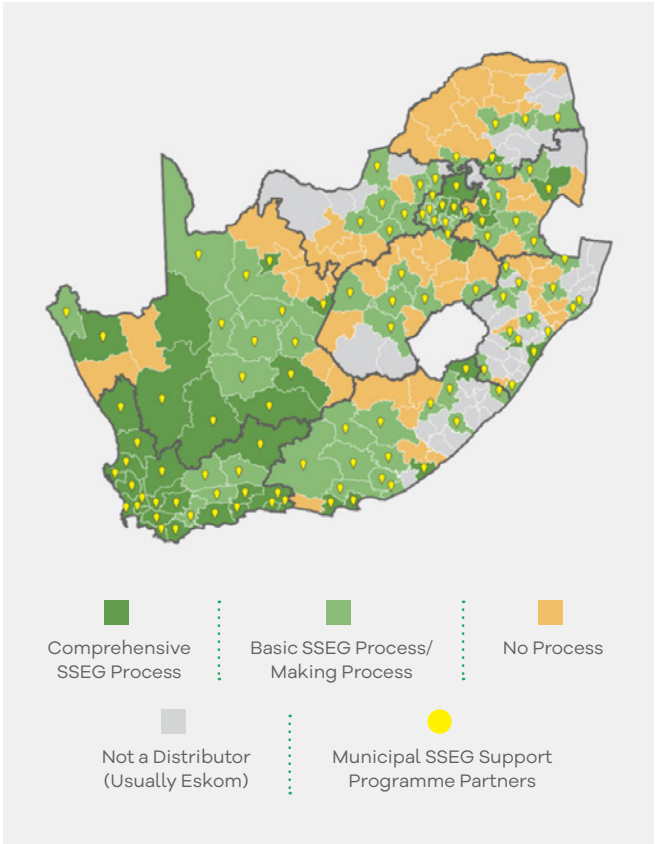 Comprehensive
SSEG Process
Basic SSEG Process/
Making Process
No Process
Not a Distributor
(Usually Eskom)
Municipal SSEG Support
Programme Partners